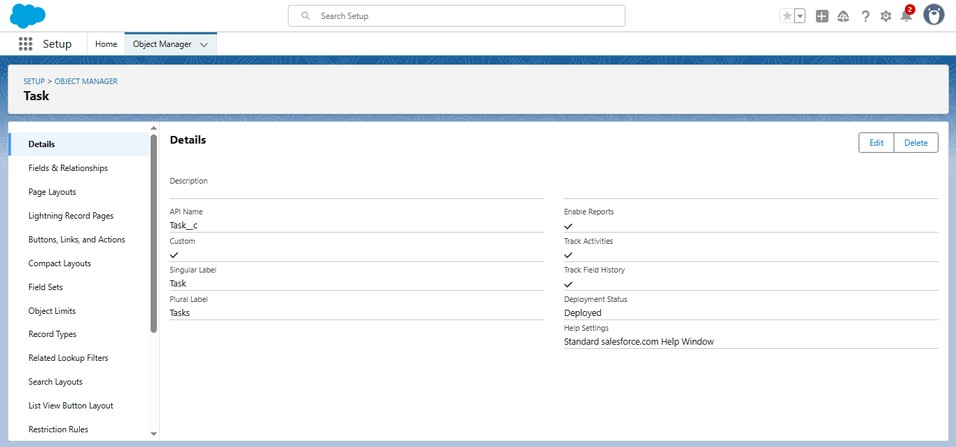 Search Setup
2
Setup
Home
Object Manager
SETUP > OBJECT MANAGER
Task
Details
Fields & Relationships
Page Layouts
Lightning Record Pages
Buttons, Links, and Actions
Compact Layouts
Field Sets
Object Limits
Record Types
Related Lookup Filters
Search Layouts
List View Button Layout
Restriction Rules
Details
Edit
Delete
Description
API Name
Task__c
Custom
Singular Label
Task
Plural Label
Tasks
Enable Reports
Track Activities
Track Field History
Deployment Status
Deployed
Help Settings
Standard salesforce.com Help Window